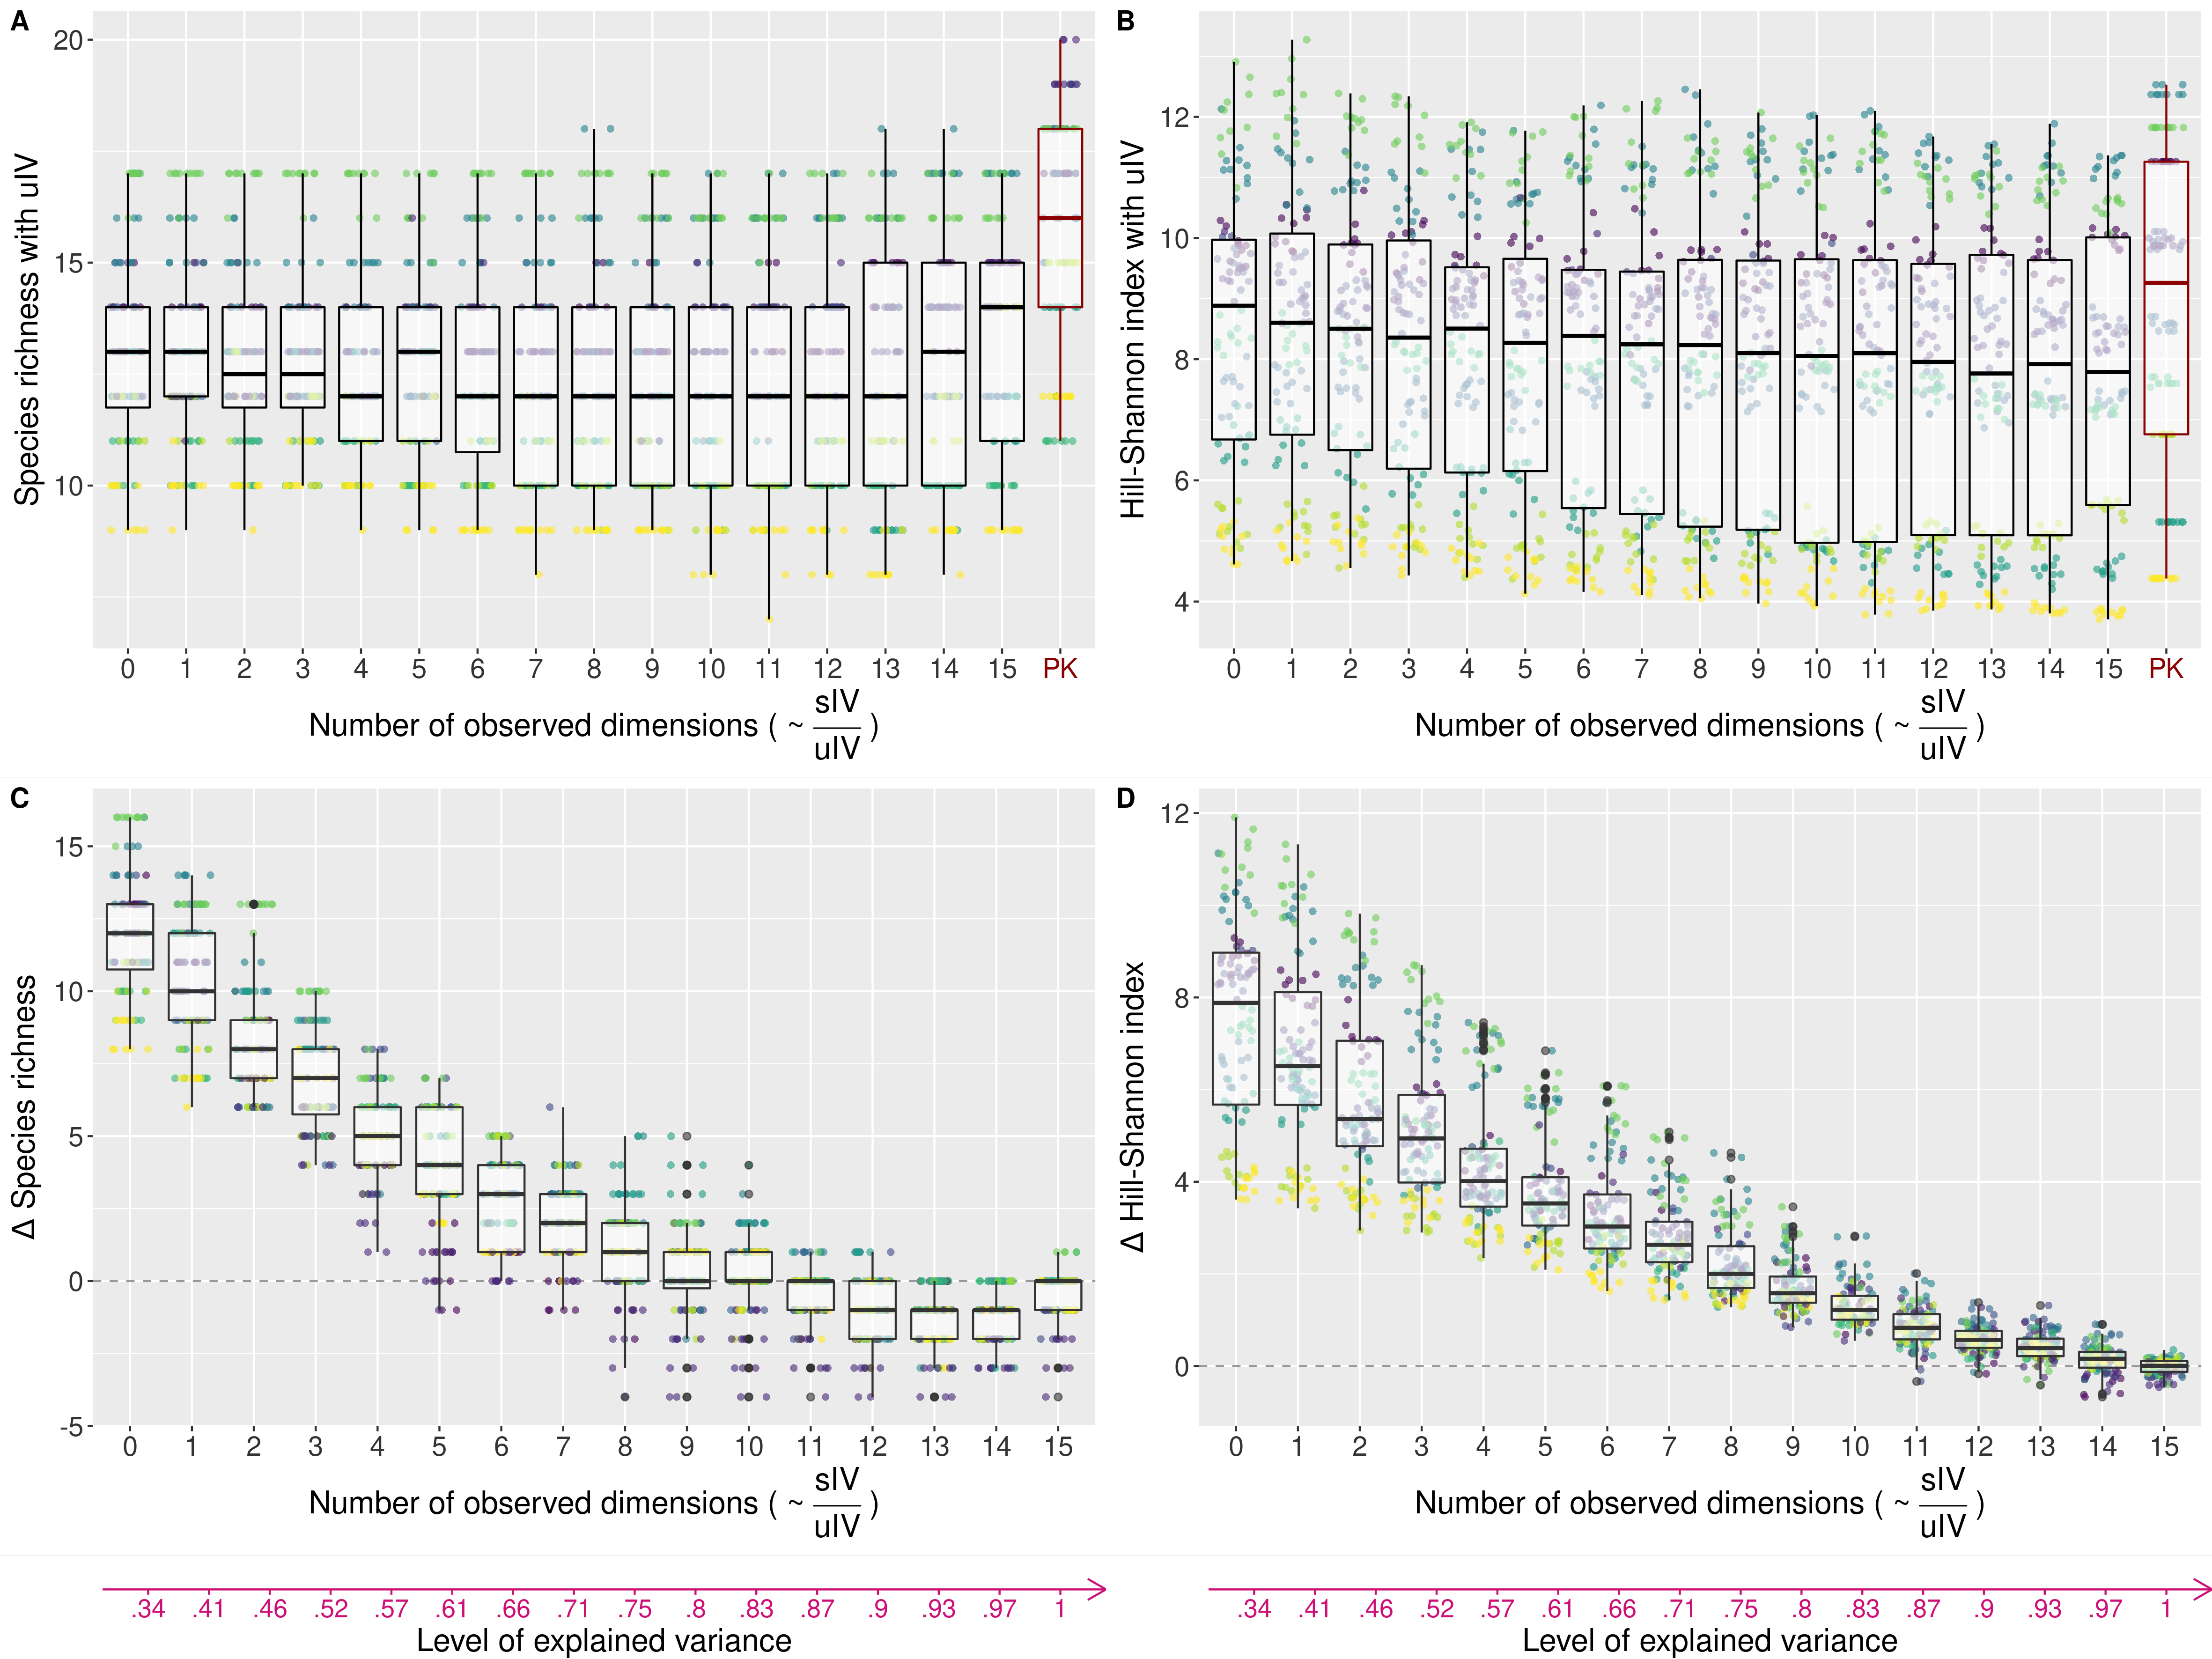 A
Species richness with uIV
20
15
10
0 1 2 3 4 5 6 7 8 9 10 11 12 13 14 15 PK
Number of observed dimensions ( ~ sIV / uIV )
B
Hill-Shannon index with uIV
12
10
8
6
4
0 1 2 3 4 5 6 7 8 9 10 11 12 13 14 15 PK
Number of observed dimensions ( ~ sIV / uIV )
C
Δ Species richness
15
10
5
0
-5
0 1 2 3 4 5 6 7 8 9 10 11 12 13 14 15
Number of observed dimensions ( ~ sIV / uIV )
D
Δ Hill-Shannon index
12
8
4
0
0 1 2 3 4 5 6 7 8 9 10 11 12 13 14 15
Number of observed dimensions ( ~ sIV / uIV )
.34 .41 .46 .52 .57 .61 .66 .71 .75 .8 .83 .87 .9 .93 .97 1
Level of explained variance
.34 .41 .46 .52 .57 .61 .66 .71 .75 .8 .83 .87 .9 .93 .97 1
Level of explained variance